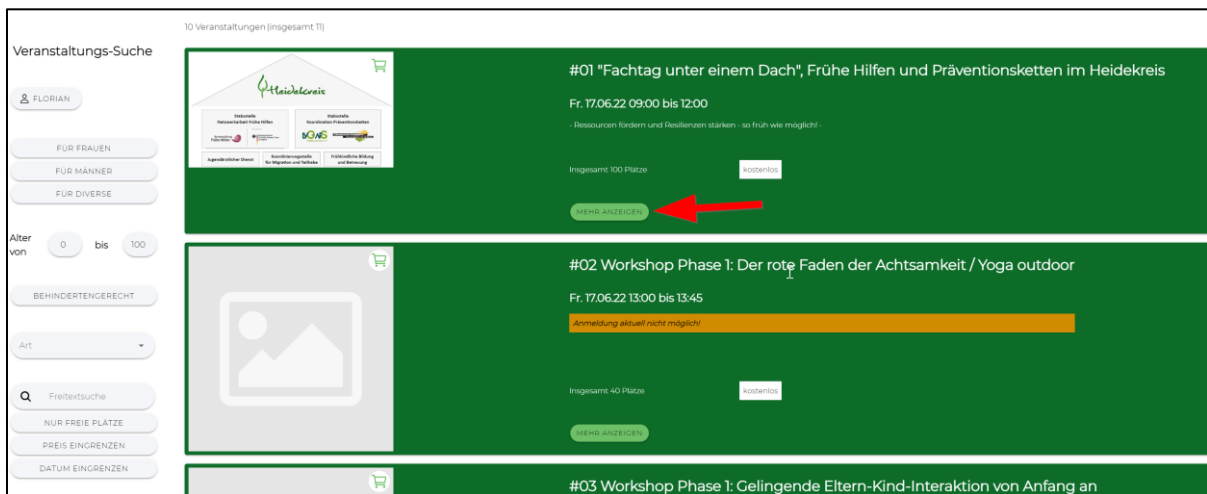 10 Veranstaltungen (insgesamt 11)
Veranstaltungs-Suche
FLORIAN
FÜR FRAUEN
FÜR MÄNNER
FÜR DIVERSE
Alter von 0 bis 100
BEHINDERTENGERECHT
Art
Freitextsuche
NUR FREIE PLÄTZE
PREIS EINGRENZEN
DATUM EINGRENZEN
Heidekreis
Netzwerkarbeit Frühe Hilfen
Koordination Präventionsketten
Jugendärztlicher Dienst
Koordinierungsstelle
für Migration und Teilhabe
Frühkindliche Bildung
und Betreuung
#01 "Fachtag unter einem Dach", Frühe Hilfen und Präventionsketten im Heidekreis
Fr. 17.06.22 09:00 bis 12:00
- Ressourcen fördern und Resilienzen stärken - so früh wie möglich! -
Insgesamt 100 Plätze
kostenlos
MEHR ANZEIGEN
#02 Workshop Phase 1: Der rote Faden der Achtsamkeit / Yoga outdoor
Fr. 17.06.22 13:00 bis 13:45
Anmeldung aktuell nicht möglich!
Insgesamt 40 Plätze
kostenlos
MEHR ANZEIGEN
#03 Workshop Phase 1: Gelingende Eltern-Kind-Interaktion von Anfang an